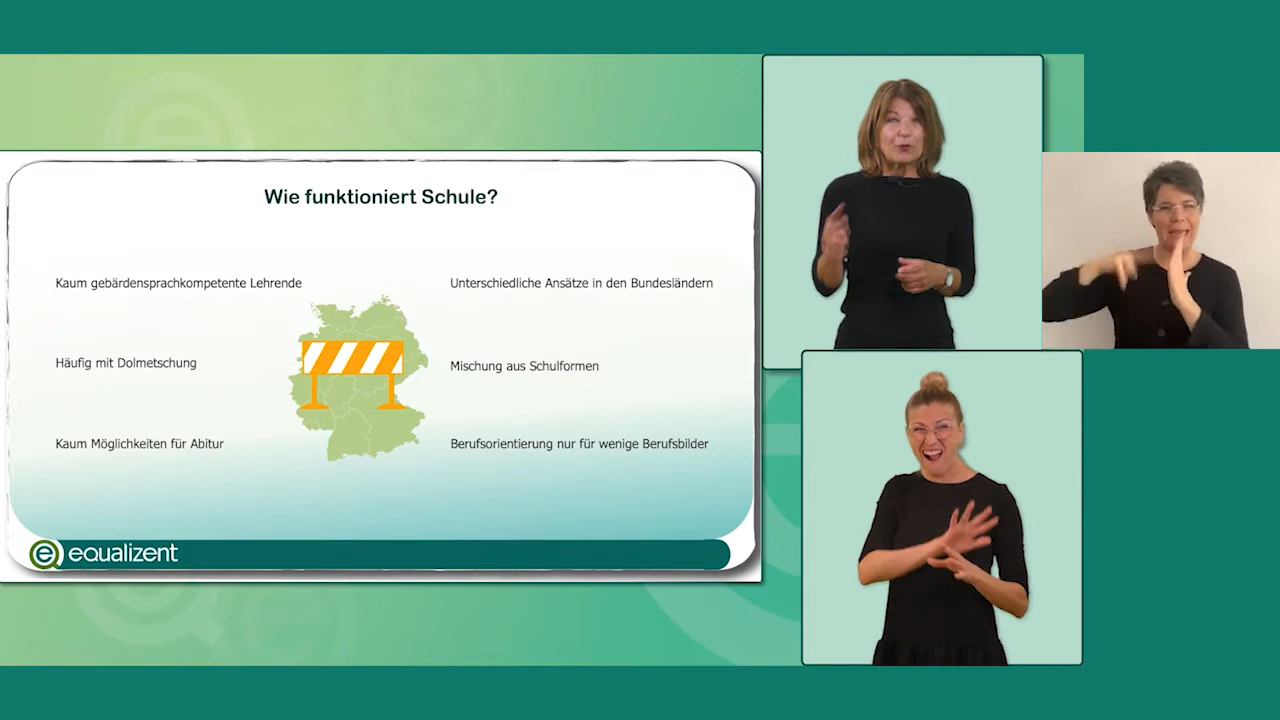 Wie funktioniert Schule?
Kaum gebärdensprachkompetente Lehrende
Unterschiedliche Ansätze in den Bundesländern
Häufig mit Dolmetschung
Mischung aus Schulformen
Kaum Möglichkeiten für Abitur
Berufsorientierung nur für wenige Berufsbilder
equalizent